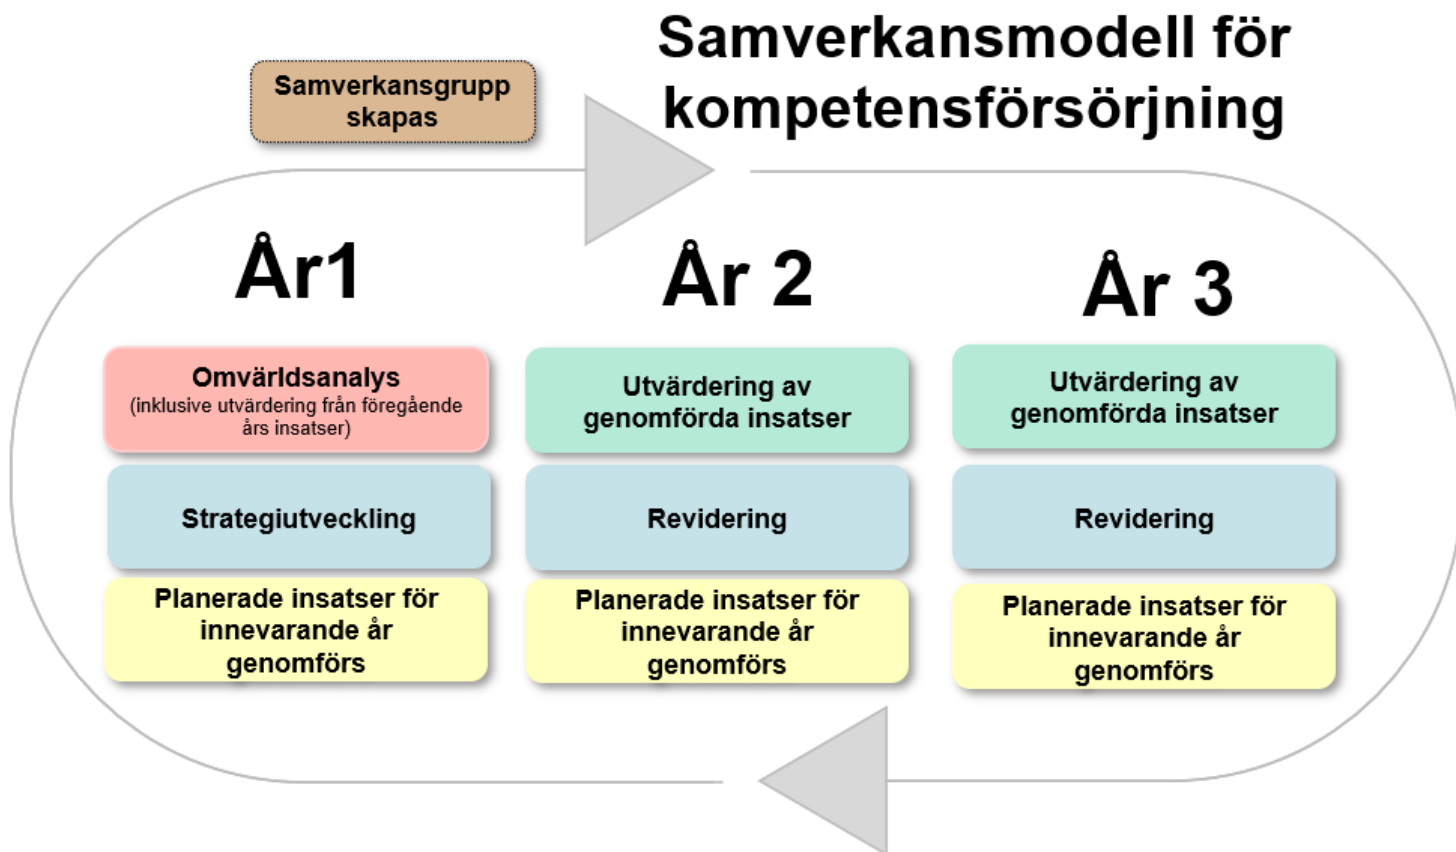 Samverkansmodell för
kompetensförsörjning
Samverkansgrupp
skapas
År1
År 2
År 3
Omvärldsanalys
(inklusive utvärdering från föregående
års insatser)
Utvärdering av
genomförda insatser
Utvärdering av
genomförda insatser
Strategiutveckling
Revidering
Revidering
Planerade insatser för
innevarande år
genomförs
Planerade insatser för
innevarande år
genomförs
Planerade insatser för
innevarande år
genomförs